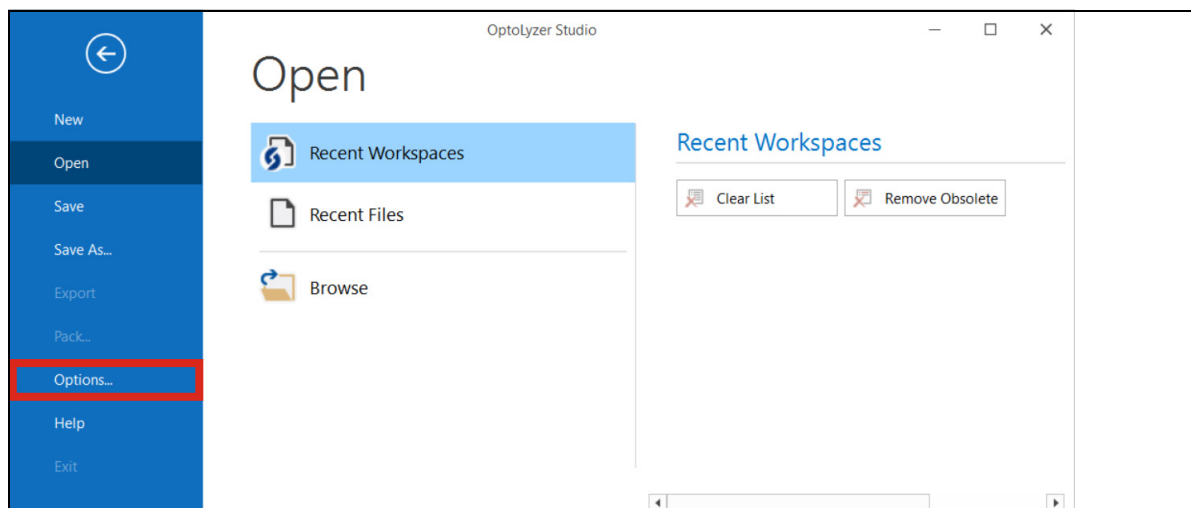 OptoLyzer Studio
Open
New
Open
Save
Save As...
Export
Pack...
Options...
Help
Exit
Recent Workspaces
Recent Files
Browse
Recent Workspaces
Clear List
Remove Obsolete